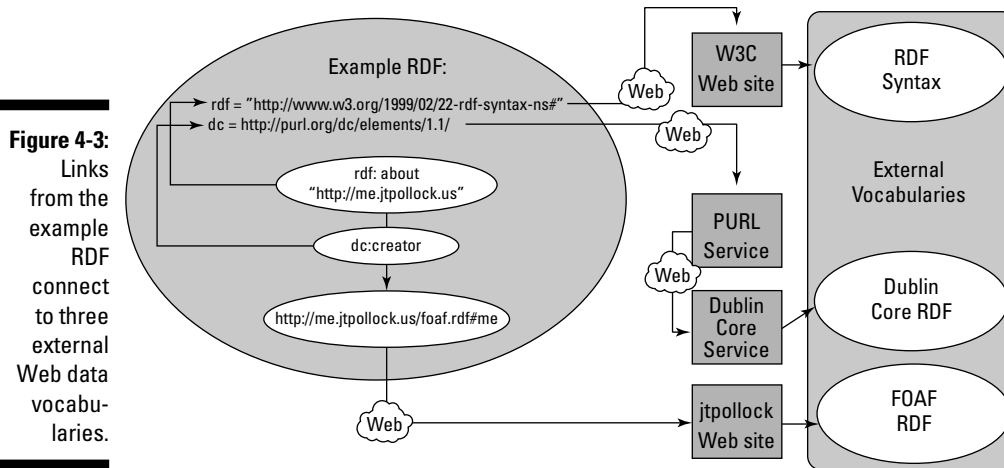 Figure 4-3:
Links
from the
example
RDF
connect
to three
external
Web data
vocabu-
laries.
Example RDF:
rdf = "http://www.w3.org/1999/02/22-rdf-syntax-ns#"
dc = http://purl.org/dc/elements/1.1/
rdf: about
“http://me.jtpollock.us”
dc:creator
http://me.jtpollock.us/foaf.rdf#me
Web
Web
Web
Web
W3C
Web site
PURL
Service
Dublin
Core
Service
jtpollock
Web site
RDF
Syntax
External
Vocabularies
Dublin
Core RDF
FOAF
RDF